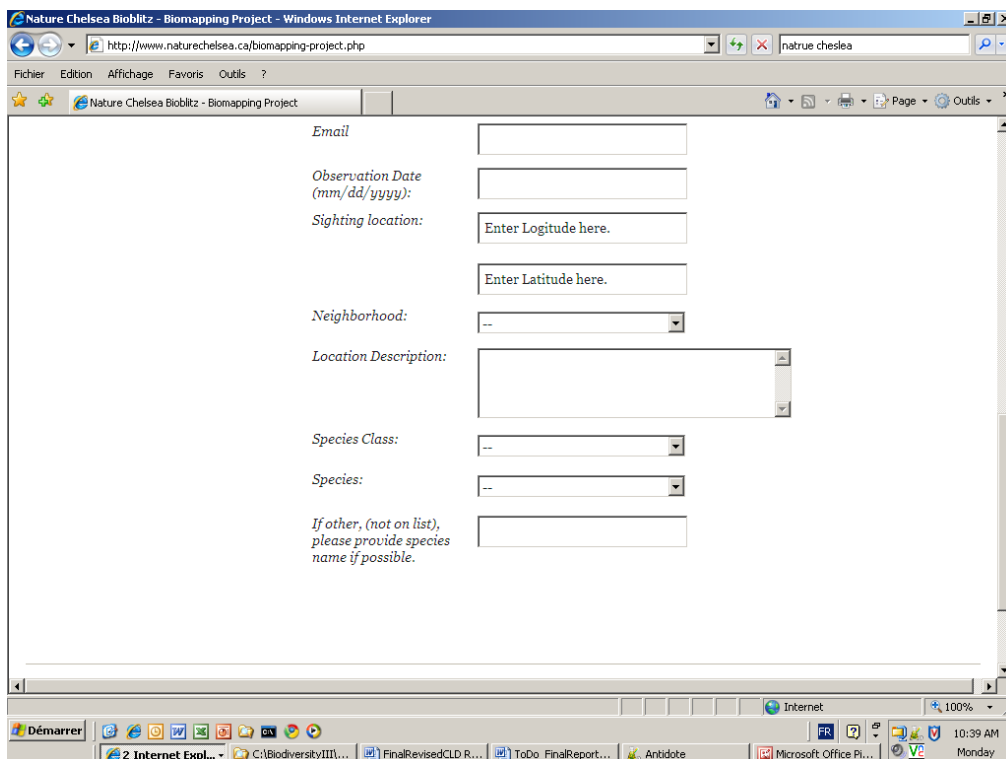 Nature Chelsea Bioblitz - Biomapping Project - Windows Internet Explorer
http://www.naturechelsea.ca/biomapping-project.php
natrue cheslea
Fichier Edition Affichage Favoris Outils ?
Nature Chelsea Bioblitz - Biomapping Project
Page Outils
Email
Observation Date
(mm/dd/yyyy):
Sighting location:
Enter Logitude here.
Enter Latitude here.
Neighborhood:
--
Location Description:
Species Class:
--
Species:
--
If other, (not on list),
please provide species
name if possible.
Internet
100%
Démarrer
FR
10:39 AM
2 Internet Expl...
C:\BiodiversityIII\...
FinalRevisedCLD R...
ToDo_FinalReport...
Antidote
Microsoft Office Pi...
Monday